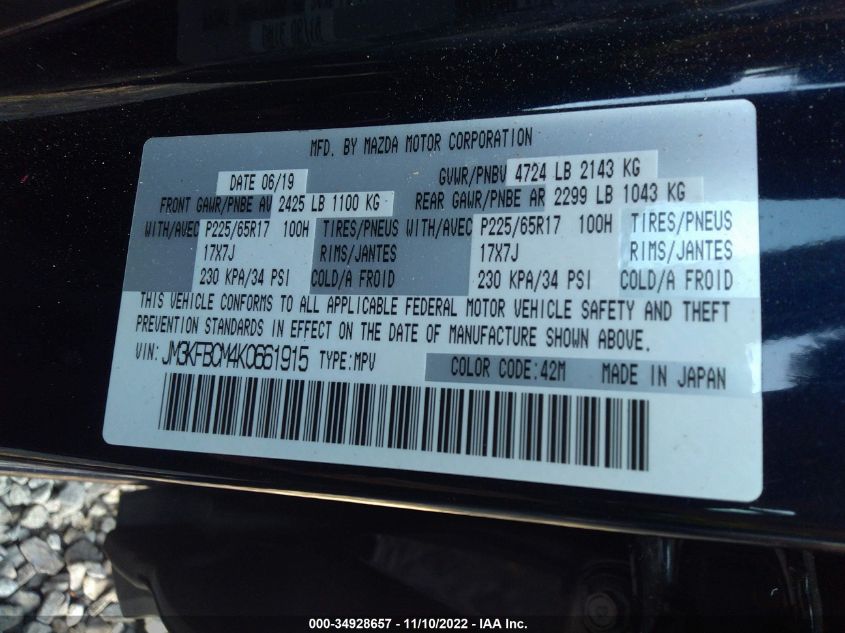 MFD. BY MAZDA MOTOR CORPORATION
DATE 06/19 GVWR/PNBV 4724 LB 2143 KG
FRONT GAWR/PNBE AV 2425 LB 1100 KG REAR GAWR/PNBE AR 2299 LB 1043 KG
WITH/AVEC P225/65R17 100H TIRES/PNEUS WITH/AVEC P225/65R17 100H TIRES/PNEUS
17X7J RIMS/JANTES 17X7J RIMS/JANTES
230 KPA/34 PSI COLD/A FROID 230 KPA/34 PSI COLD/A FROID
THIS VEHICLE CONFORMS TO ALL APPLICABLE FEDERAL MOTOR VEHICLE SAFETY AND THEFT
PREVENTION STANDARDS IN EFFECT ON THE DATE OF MANUFACTURE SHOWN ABOVE.
VIN: JM3KFBCM4K0661915 TYPE:MPV COLOR CODE:42M MADE IN JAPAN
000-34928657 - 11/10/2022 - IAA Inc.